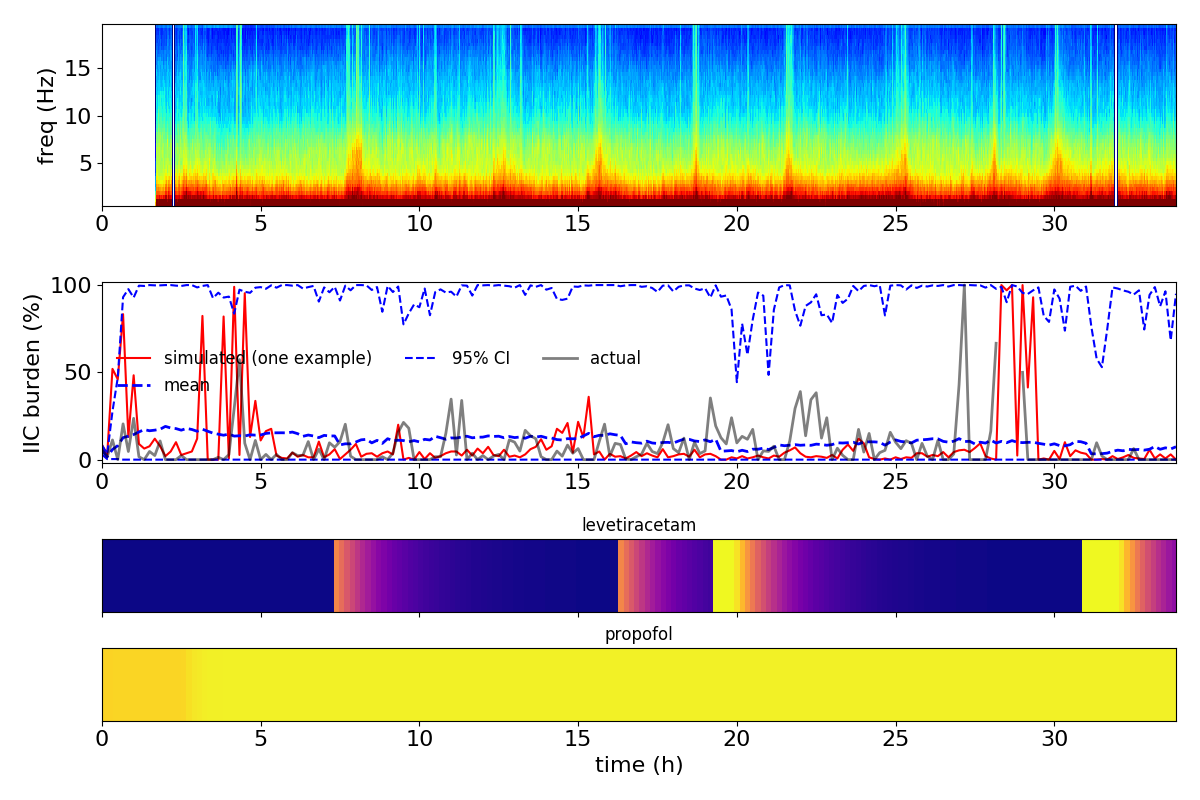 freq (Hz)
15
10
5
0 5 10 15 20 25 30
IIC burden (%)
100
50
0
simulated (one example) 95% CI actual
mean
0 5 10 15 20 25 30
levetiracetam
propofol
0 5 10 15 20 25 30
time (h)